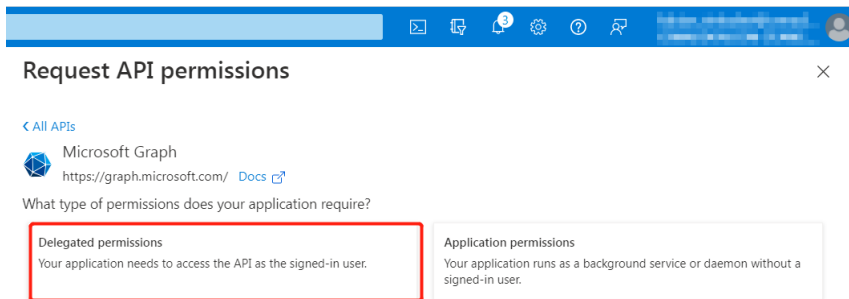 3
Request API permissions
All APIs
Microsoft Graph
https://graph.microsoft.com/ Docs
What type of permissions does your application require?
Delegated permissions
Your application needs to access the API as the signed-in user.
Application permissions
Your application runs as a background service or daemon without a
signed-in user.